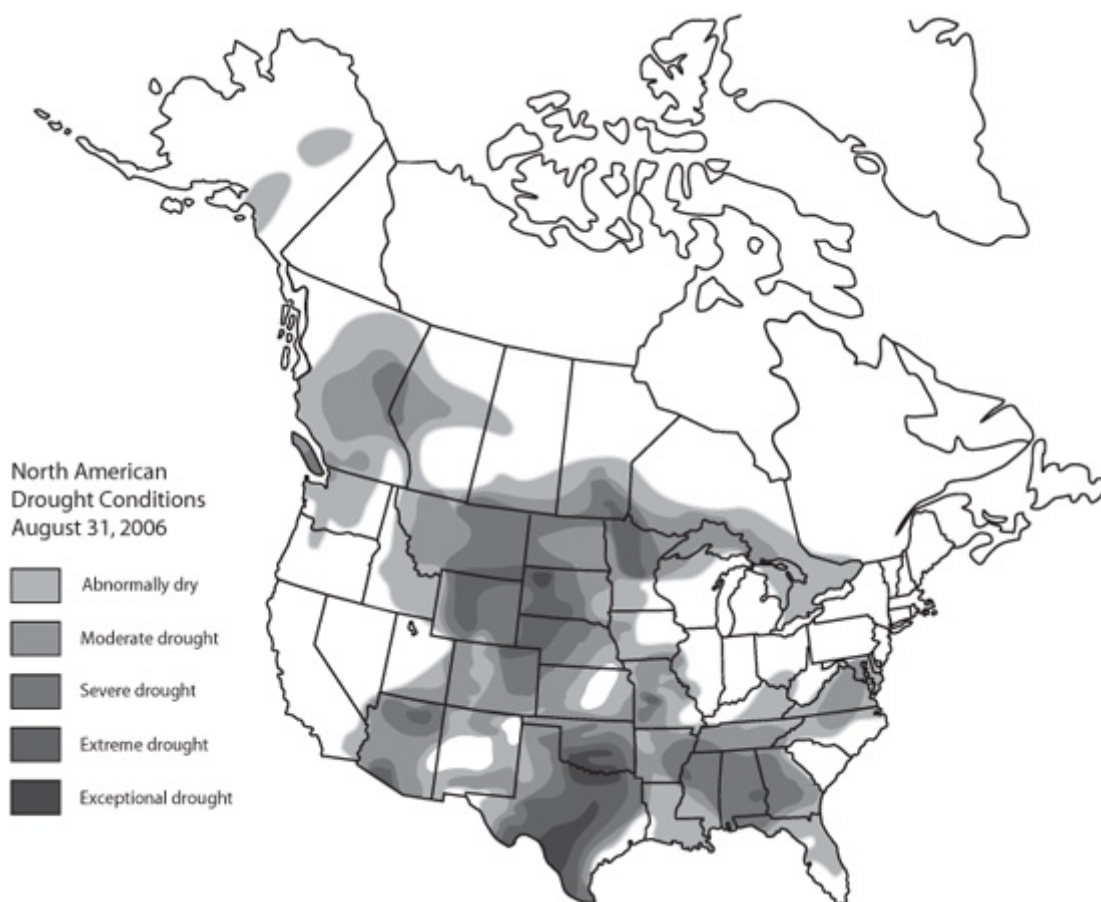 North American
Drought Conditions
August 31, 2006
Abnormally dry
Moderate drought
Severe drought
Extreme drought
Exceptional drought